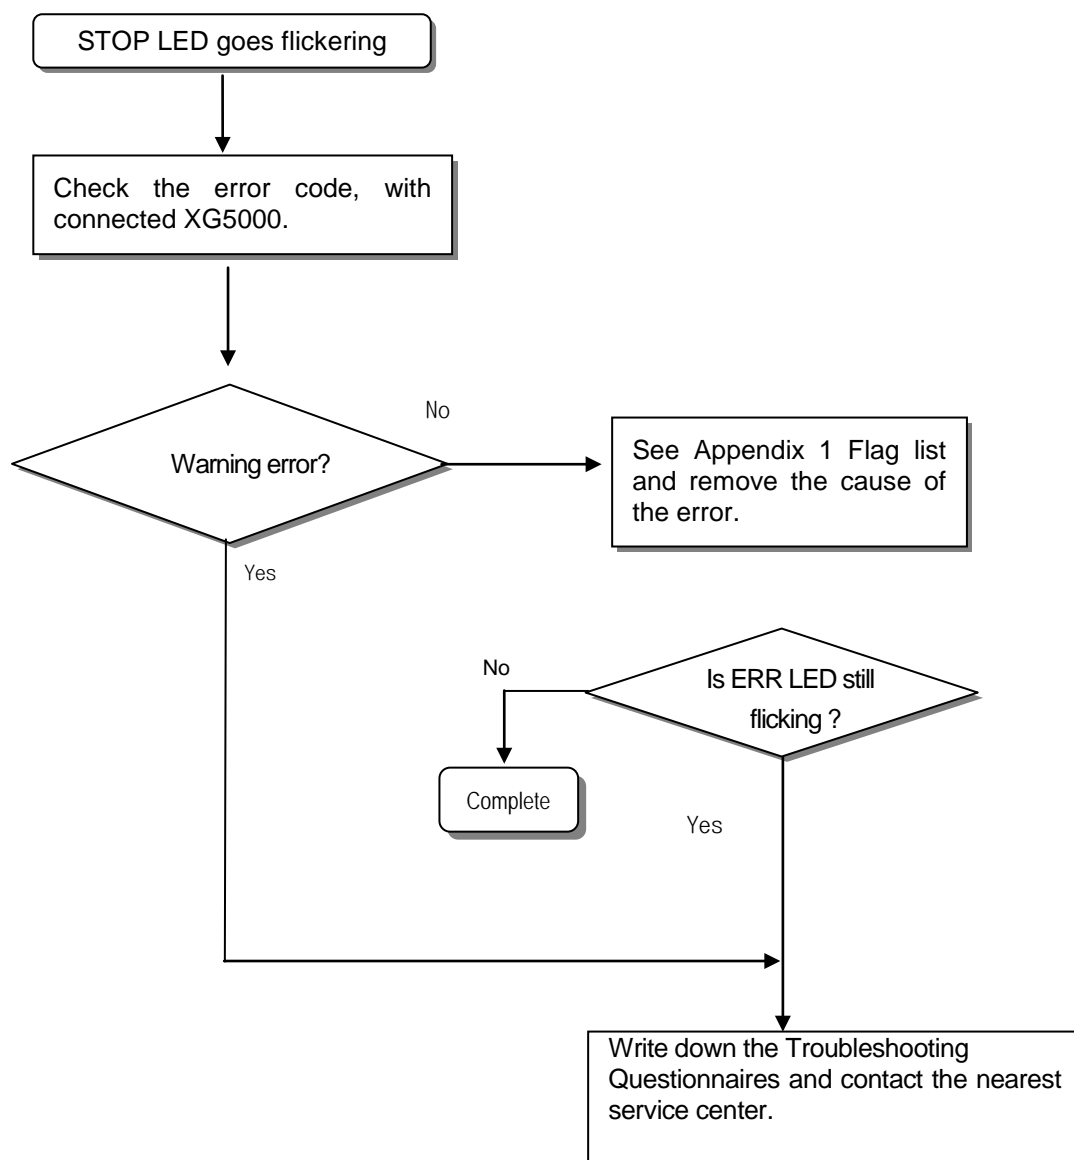 STOP LED goes flickering
Check the error code, with
connected XG5000.
No
Warning error?
See Appendix 1 Flag list
and remove the cause of
the error.
Yes
No
Is ERR LED still
flicking ?
Complete
Yes
Write down the Troubleshooting
Questionnaires and contact the nearest
service center.